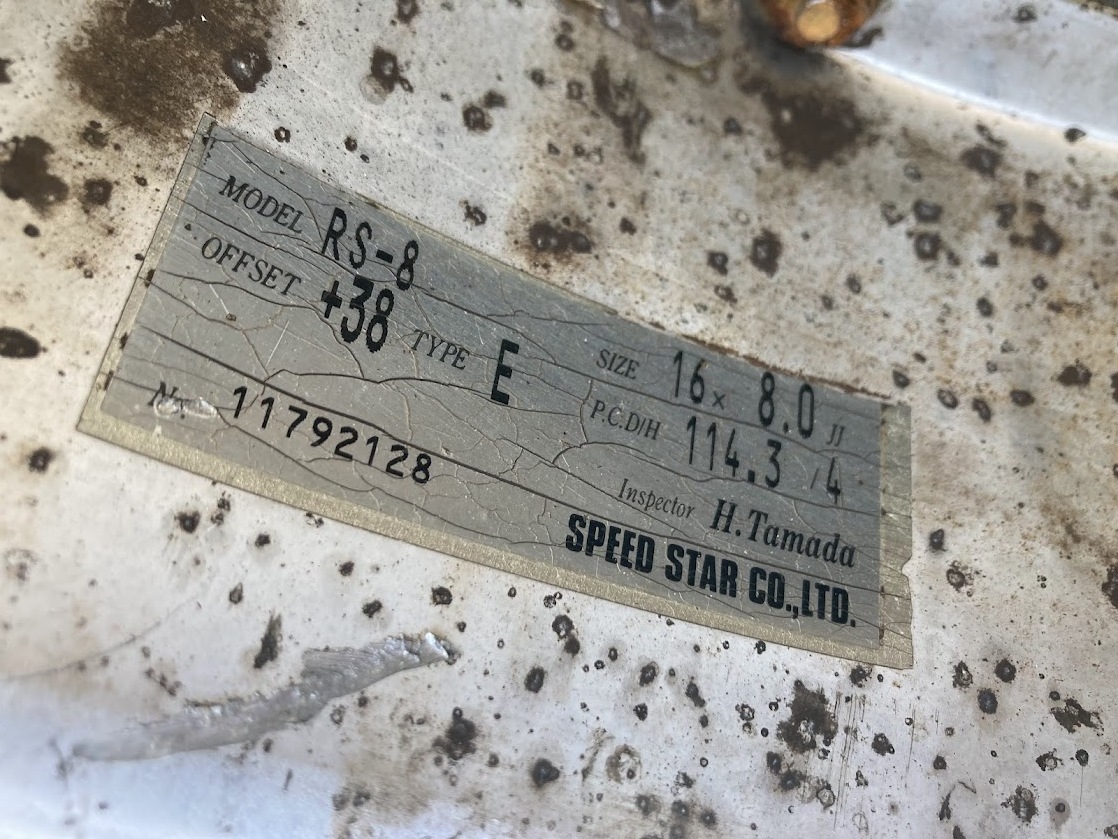 MODEL RS-8
OFFSET +38 TYPE E
SIZE 16x 8.0 JJ
P.C.D/H 114.3 /4
No. 11792128
Inspector H.Tamada
SPEED STAR CO.,LTD.